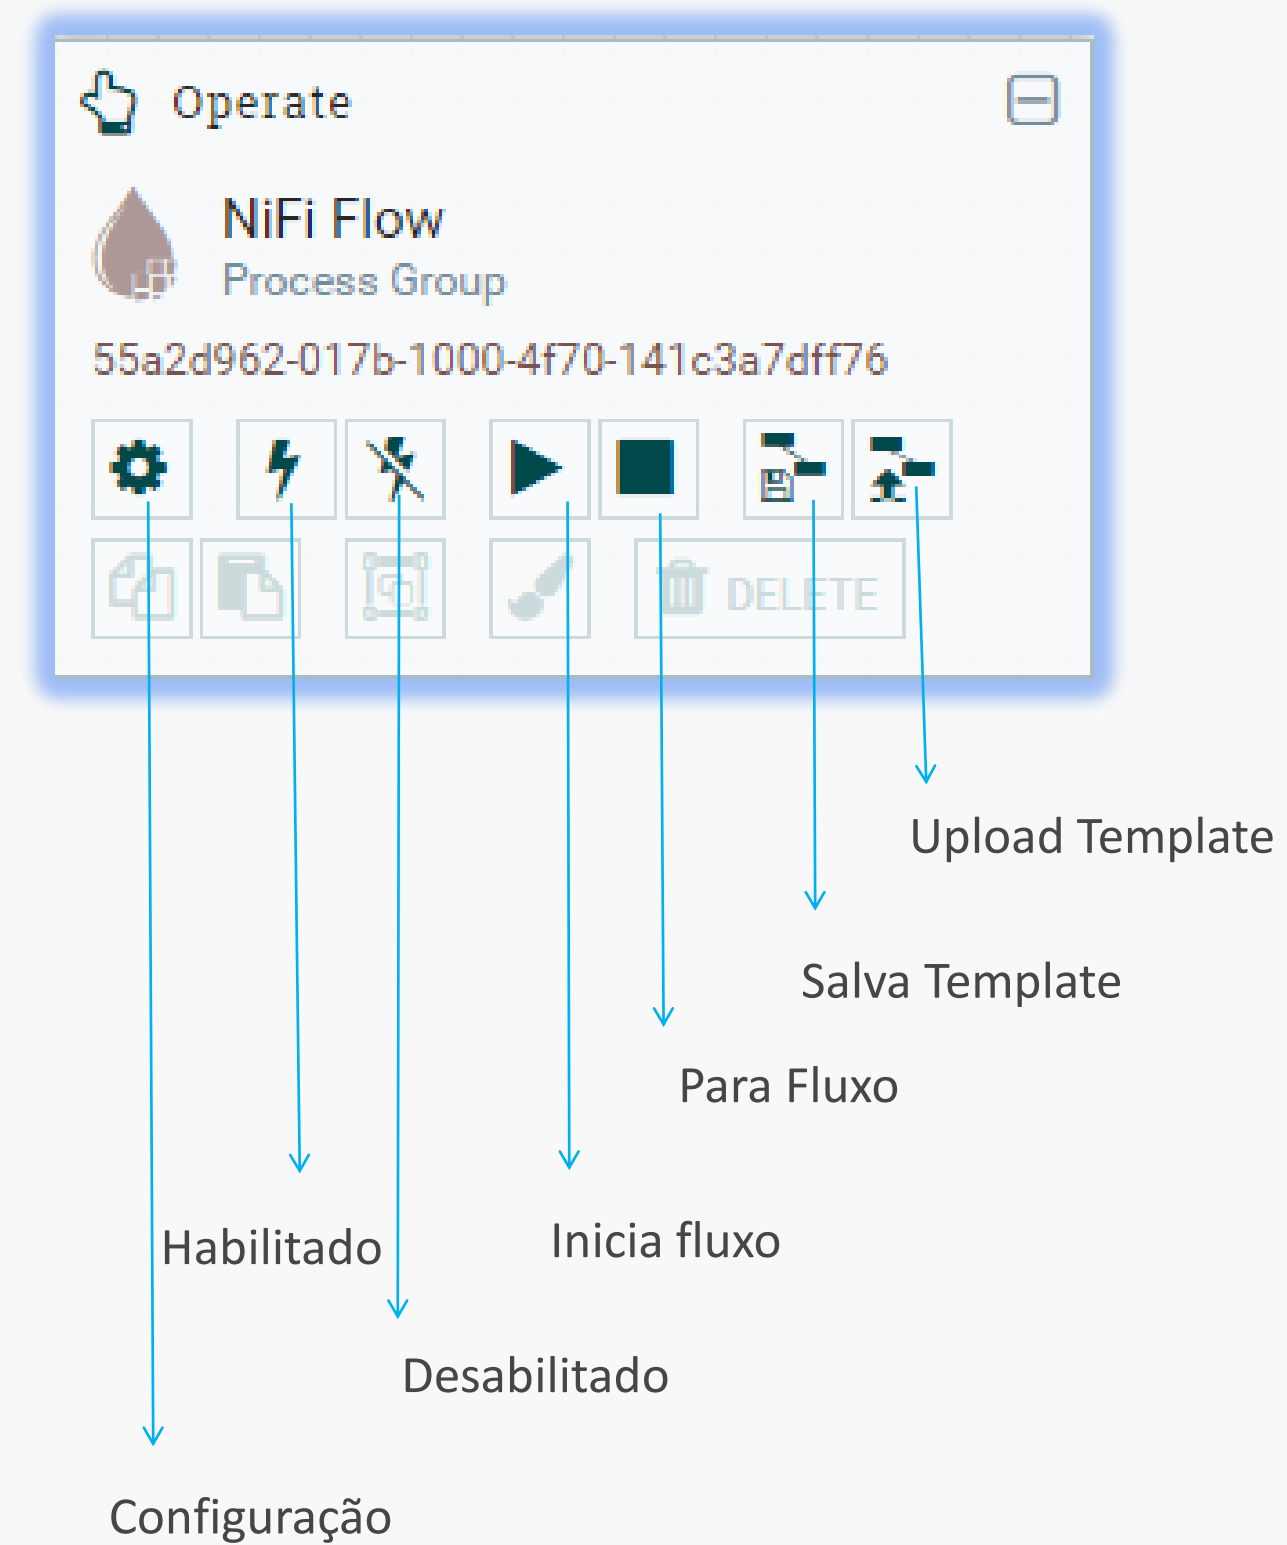 Operate
NiFi Flow
Process Group
55a2d962-017b-1000-4f70-141c3a7dff76
DELETE
Upload Template
Salva Template
Para Fluxo
Habilitado
Inicia fluxo
Desabilitado
Configuração